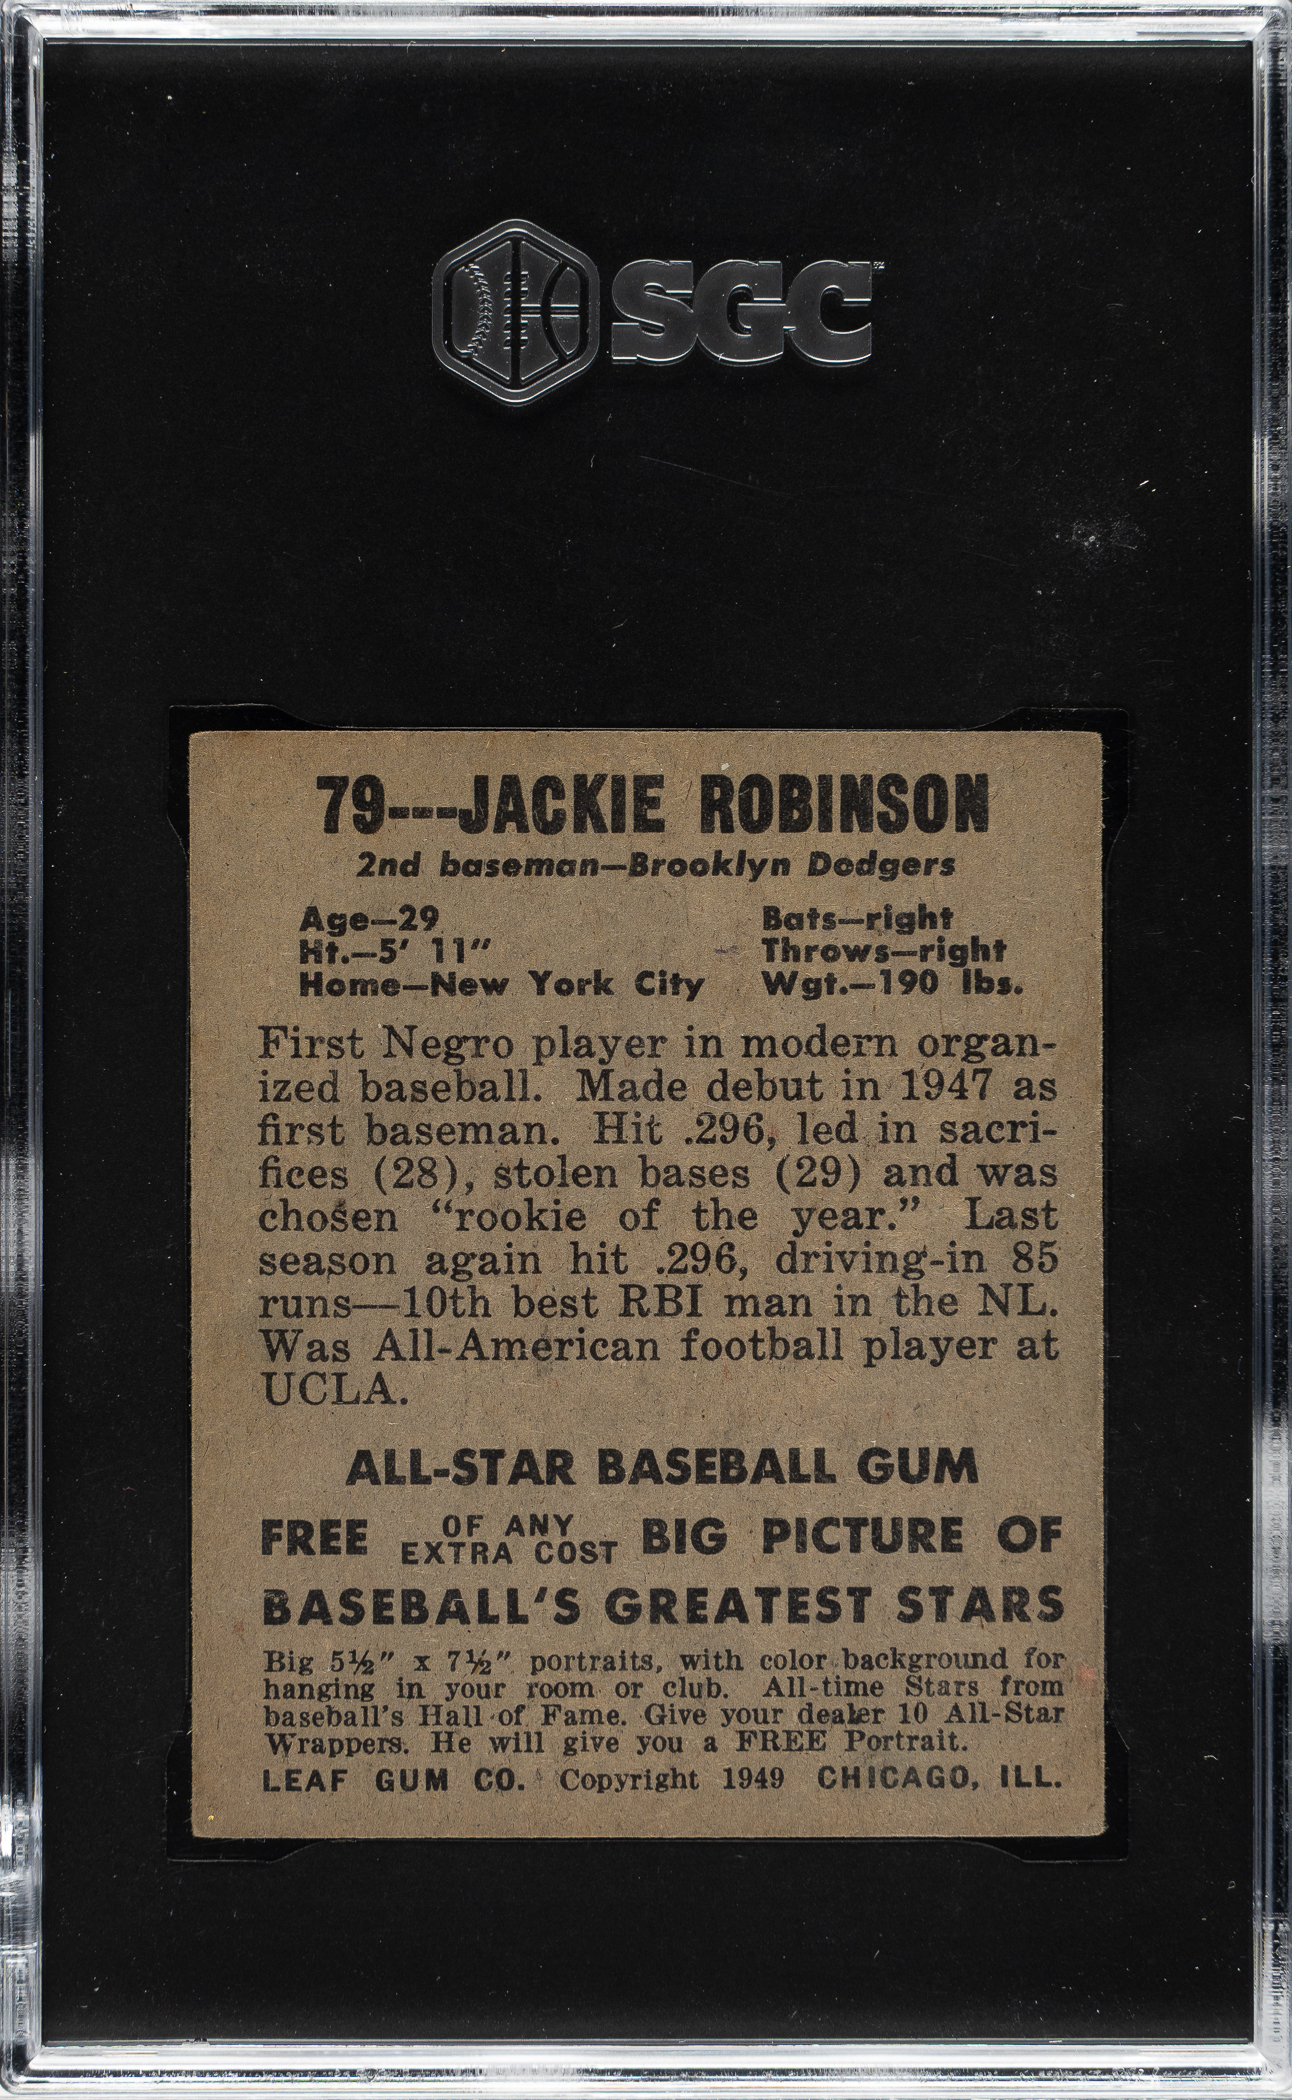 SGC™
79---JACKIE ROBINSON
2nd baseman—Brooklyn Dodgers
Age—29
Ht.—5′ 11″
Home—New York City
Bats—right
Throws—right
Wgt.—190 lbs.
First Negro player in modern organ-
ized baseball. Made debut in 1947 as
first baseman. Hit .296, led in sacri-
fices (28), stolen bases (29) and was
chosen “rookie of the year.” Last
season again hit .296, driving-in 85
runs—10th best RBI man in the NL.
Was All-American football player at
UCLA.
ALL-STAR BASEBALL GUM
FREE OF ANY EXTRA COST BIG PICTURE OF
BASEBALL'S GREATEST STARS
Big 5½″ x 7½″ portraits, with color background for
hanging in your room or club. All-time Stars from
baseball's Hall of Fame. Give your dealer 10 All-Star
Wrappers. He will give you a FREE Portrait.
LEAF GUM CO. Copyright 1949 CHICAGO, ILL.